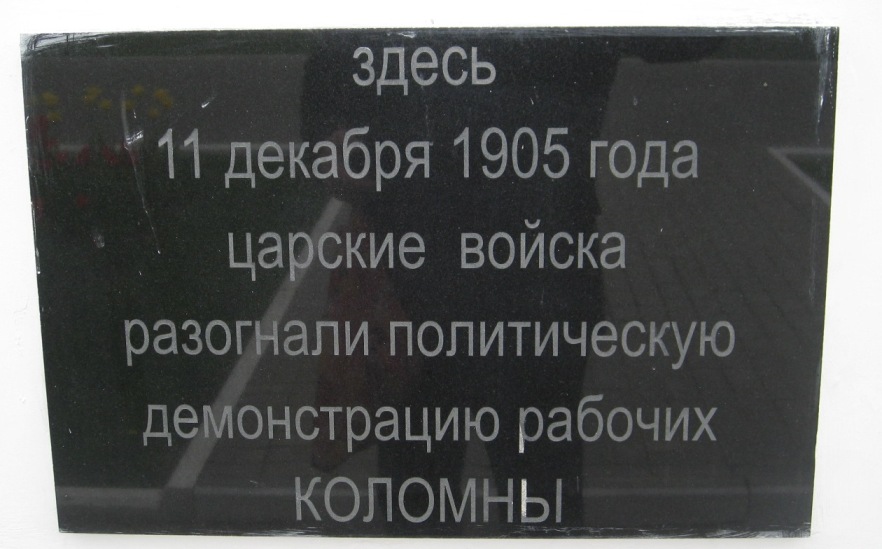 здесь
11 декабря 1905 года
царские войска
разогнали политическую
демонстрацию рабочих
КОЛОМНЫ